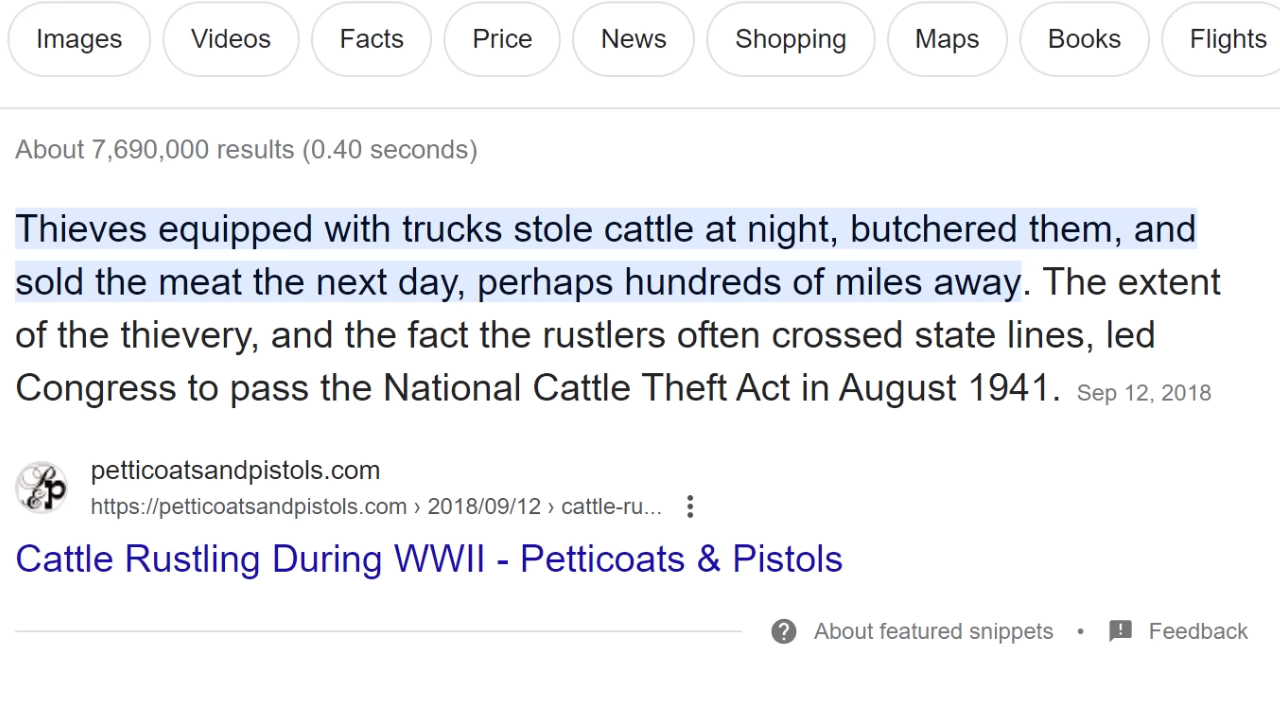 Images Videos Facts Price News Shopping Maps Books Flights
About 7,690,000 results (0.40 seconds)
Thieves equipped with trucks stole cattle at night, butchered them, and
sold the meat the next day, perhaps hundreds of miles away. The extent
of the thievery, and the fact the rustlers often crossed state lines, led
Congress to pass the National Cattle Theft Act in August 1941. Sep 12, 2018
petticoatsandpistols.com
https://petticoatsandpistols.com › 2018/09/12 › cattle-ru...
Cattle Rustling During WWII - Petticoats & Pistols
About featured snippets • Feedback